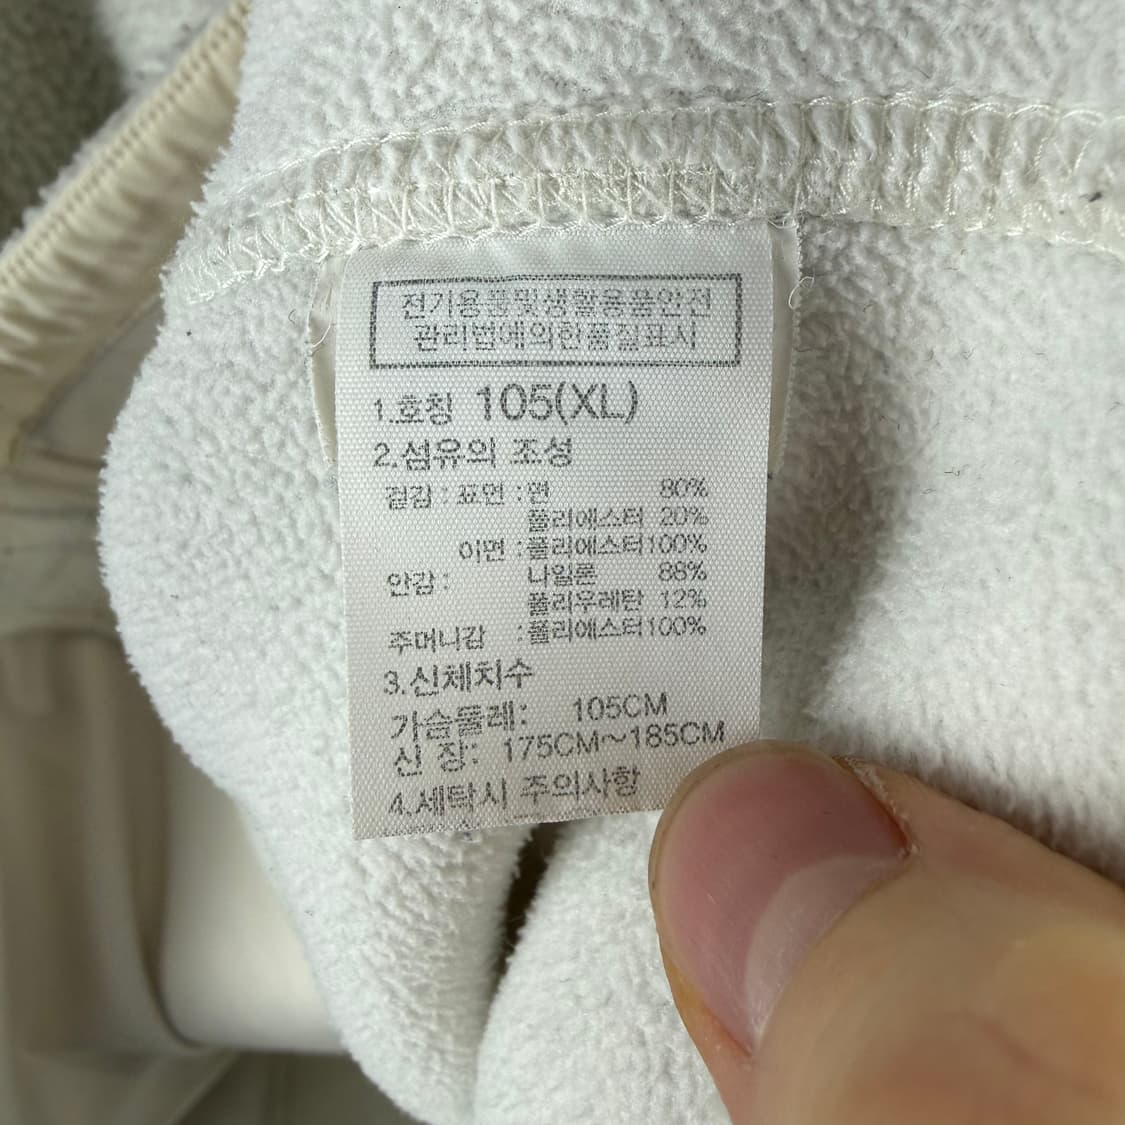 전기용품및생활용품안전
관리법에의한품질표시
1.호칭 105(XL)
2.섬유의 조성
겉감 : 표면 : 면 80%
폴리에스터 20%
이면 : 폴리에스터100%
안감 : 나일론 88%
폴리우레탄 12%
주머니감 : 폴리에스터100%
3.신체치수
가슴둘레: 105CM
신 장: 175CM~185CM
4.세탁시 주의사항